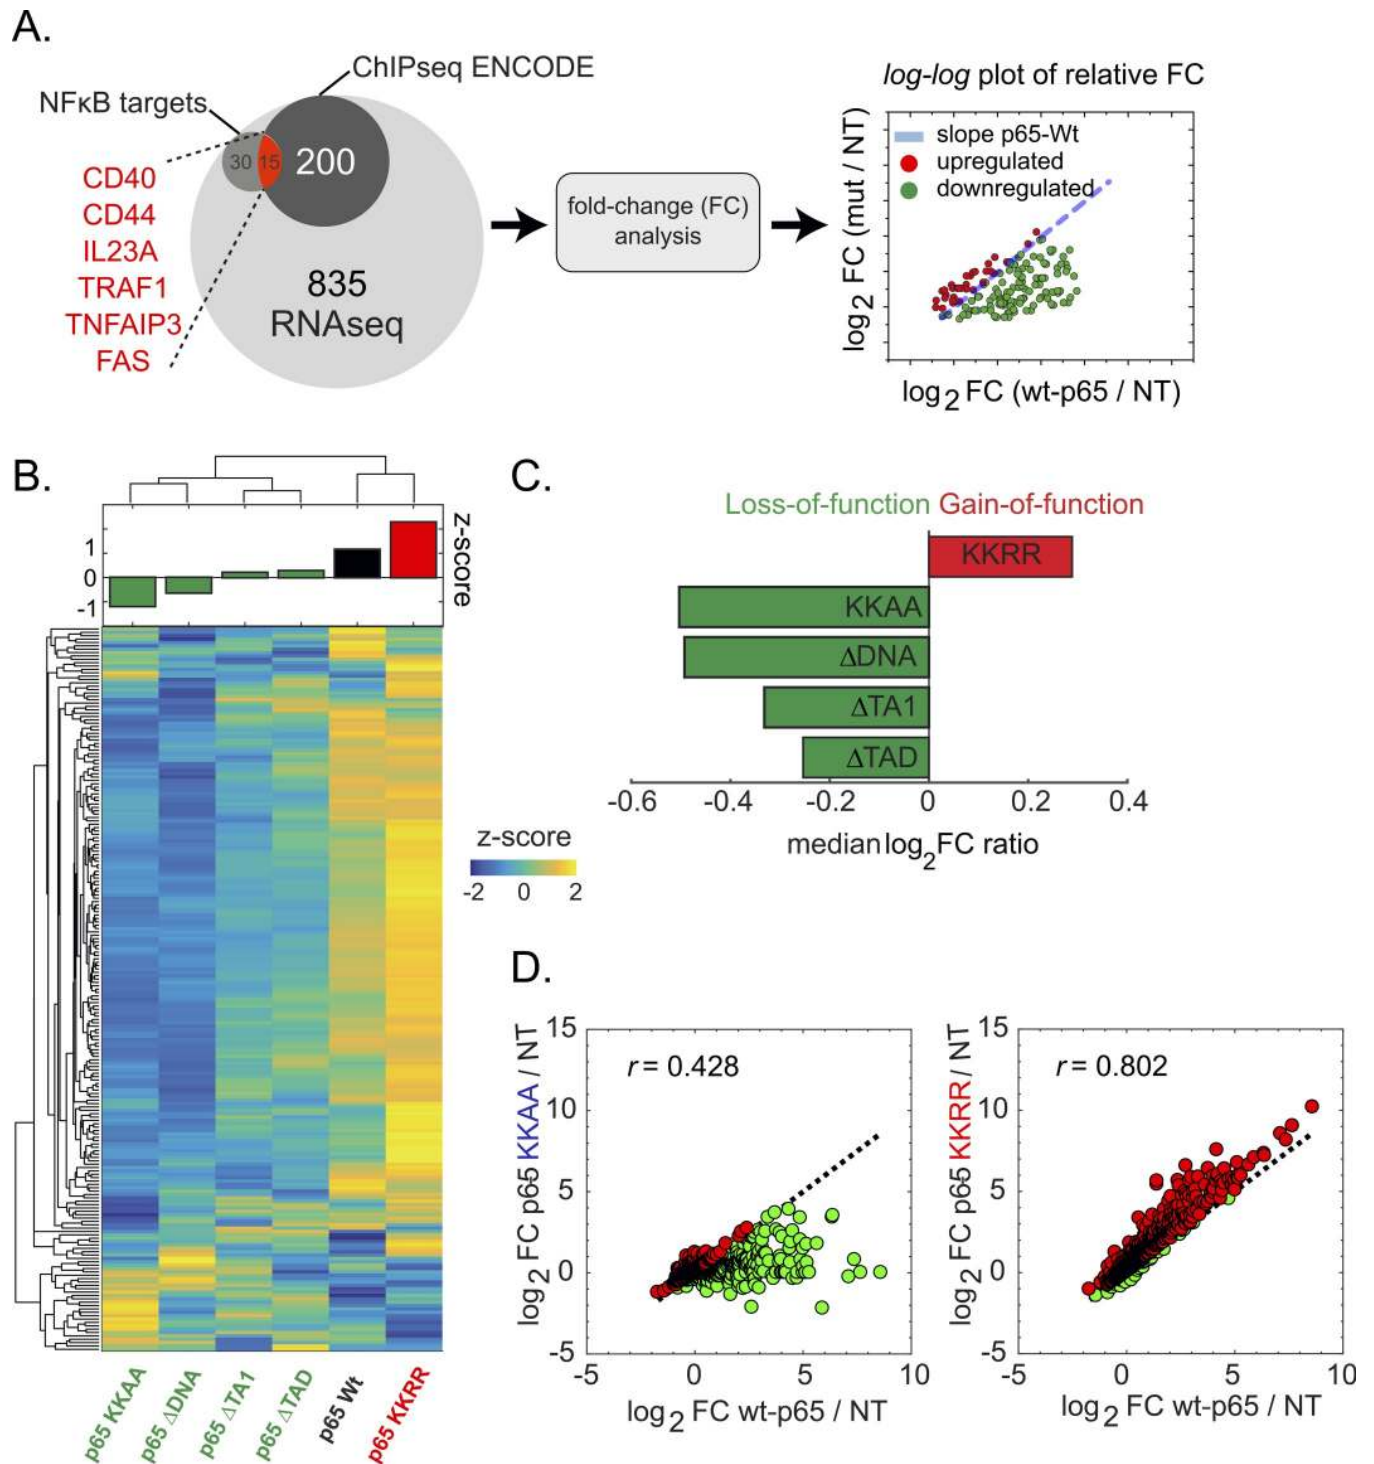 A.
ChIPseq ENCODE
NFκB targets
30 15 200
CD40
CD44
IL23A
TRAF1
TNFAIP3
FAS
835
RNAseq
fold-change (FC)
analysis
log-log plot of relative FC
slope p65-Wt
upregulated
downregulated
log2 FC (mut / NT)
log2 FC (wt-p65 / NT)
B.
1
0
-1
z-score
z-score
-2 0 2
p65 KKAA
p65 ΔDNA
p65 ΔTA1
p65 ΔTAD
p65 Wt
p65 KKRR
C.
Loss-of-function Gain-of-function
KKRR
KKAA
ΔDNA
ΔTA1
ΔTAD
-0.6 -0.4 -0.2 0 0.2 0.4
median log2FC ratio
D.
log2 FC p65 KKAA / NT
15
10
5
0
-5
r = 0.428
-5 0 5 10
log2 FC wt-p65 / NT
log2 FC p65 KKRR / NT
15
10
5
0
-5
r = 0.802
0 5 10
log2 FC wt-p65 / NT